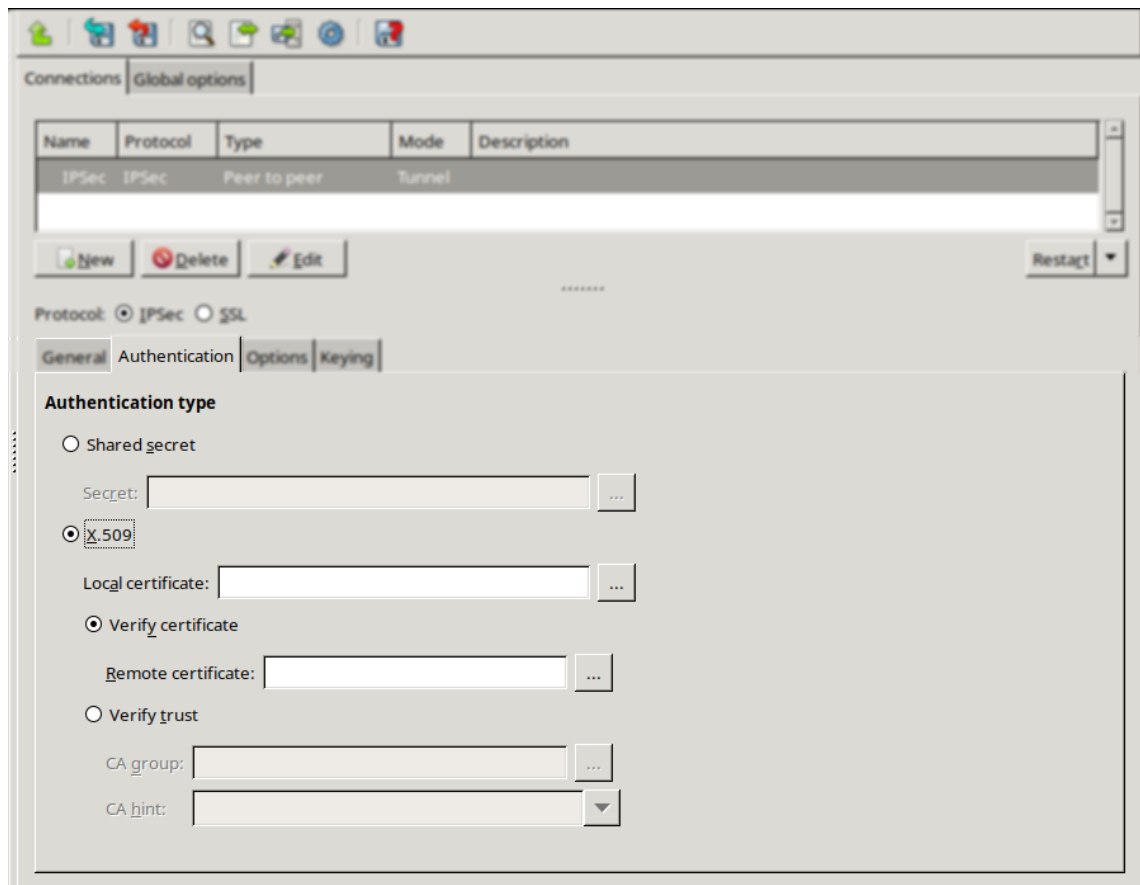 Connections Global options
Name Protocol Type Mode Description
IPSec IPSec Peer to peer Tunnel
New Delete Edit Restart
Protocol: IPSec SSL
General Authentication Options Keying
Authentication type
Shared secret
Secret: ...
X.509
Local certificate: ...
Verify certificate
Remote certificate: ...
Verify trust
CA group: ...
CA hint: